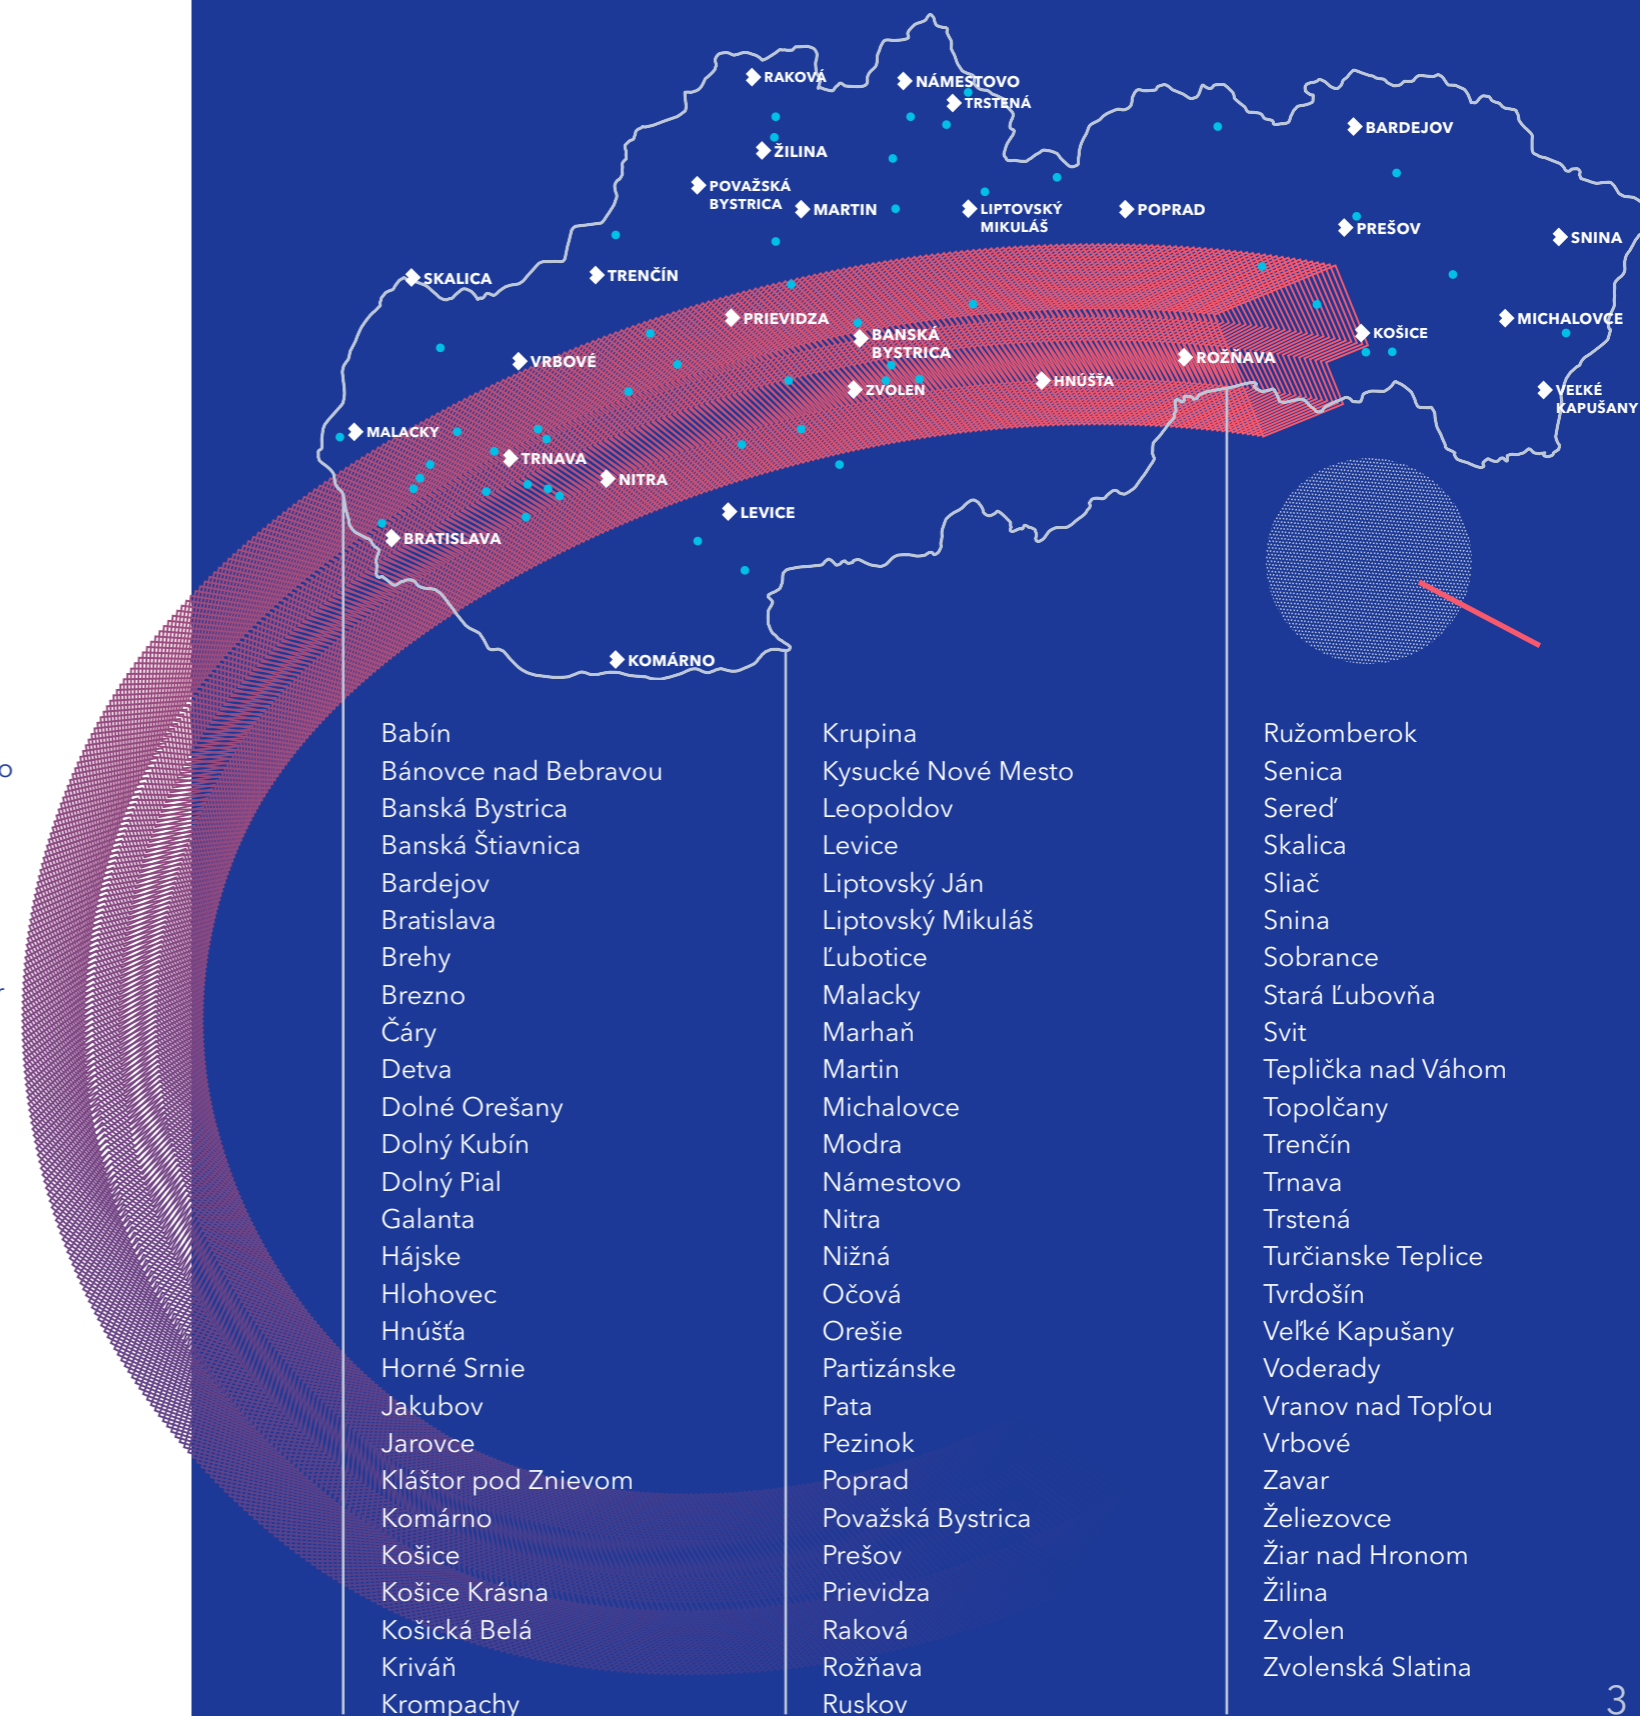 RAKOVÁ
NÁMESTOVO
TRSTENÁ
BARDEJOV
ŽILINA
POVAŽSKÁ
BYSTRICA
MARTIN
LIPTOVSKÝ
MIKULÁŠ
POPRAD
PREŠOV
SNINA
SKALICA
TRENČÍN
PRIEVIDZA
BANSKÁ
BYSTRICA
KOŠICE
MICHALOVCE
VRBOVÉ
ROŽŇAVA
ZVOLEN
HNÚŠŤA
VEĽKÉ
KAPUŠANY
MALACKY
TRNAVA
NITRA
LEVICE
BRATISLAVA
KOMÁRNO
o
r
Babín
Bánovce nad Bebravou
Banská Bystrica
Banská Štiavnica
Bardejov
Bratislava
Brehy
Brezno
Čáry
Detva
Dolné Orešany
Dolný Kubín
Dolný Pial
Galanta
Hájske
Hlohovec
Hnúšťa
Horné Srnie
Jakubov
Jarovce
Kláštor pod Znievom
Komárno
Košice
Košice Krásna
Košická Belá
Kriváň
Krompachy
Krupina
Kysucké Nové Mesto
Leopoldov
Levice
Liptovský Ján
Liptovský Mikuláš
Ľubotice
Malacky
Marhaň
Martin
Michalovce
Modra
Námestovo
Nitra
Nižná
Očová
Orešie
Partizánske
Pata
Pezinok
Poprad
Považská Bystrica
Prešov
Prievidza
Raková
Rožňava
Ruskov
Ružomberok
Senica
Sereď
Skalica
Sliač
Snina
Sobrance
Stará Ľubovňa
Svit
Teplička nad Váhom
Topolčany
Trenčín
Trnava
Trstená
Turčianske Teplice
Tvrdošín
Veľké Kapušany
Voderady
Vranov nad Topľou
Vrbové
Zavar
Želiezovce
Žiar nad Hronom
Žilina
Zvolen
Zvolenská Slatina
3